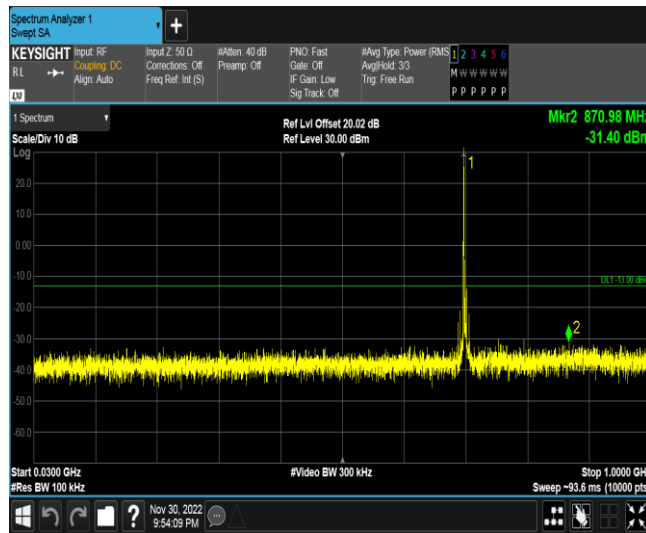 Spectrum Analyzer 1
Swept SA
+
KEYSIGHT
RL
LXI
Input: RF
Coupling: DC
Align: Auto
Input Z: 50 Ω
Corrections: Off
Freq Ref: Int (S)
#Atten: 40 dB
Preamp: Off
PNO: Fast
Gate: Off
IF Gain: Low
Sig Track: Off
#Avg Type: Power (RMS
Avg|Hold: 3/3
Trig: Free Run
1 2 3 4 5 6
M W W W W W
P P P P P P
1 Spectrum
Scale/Div 10 dB
Ref Lvl Offset 20.02 dB
Ref Level 30.00 dBm
Mkr2 870.98 MHz
-31.40 dBm
Log
1
20.0
10.0
0.00
-10.0
DL1 -13.00 dBm
-20.0
2
-30.0
-40.0
-50.0
-60.0
Start 0.0300 GHz
#Res BW 100 kHz
#Video BW 300 kHz
Stop 1.0000 GHz
Sweep ~93.6 ms (10000 pts
?
Nov 30, 2022
9:54:09 PM